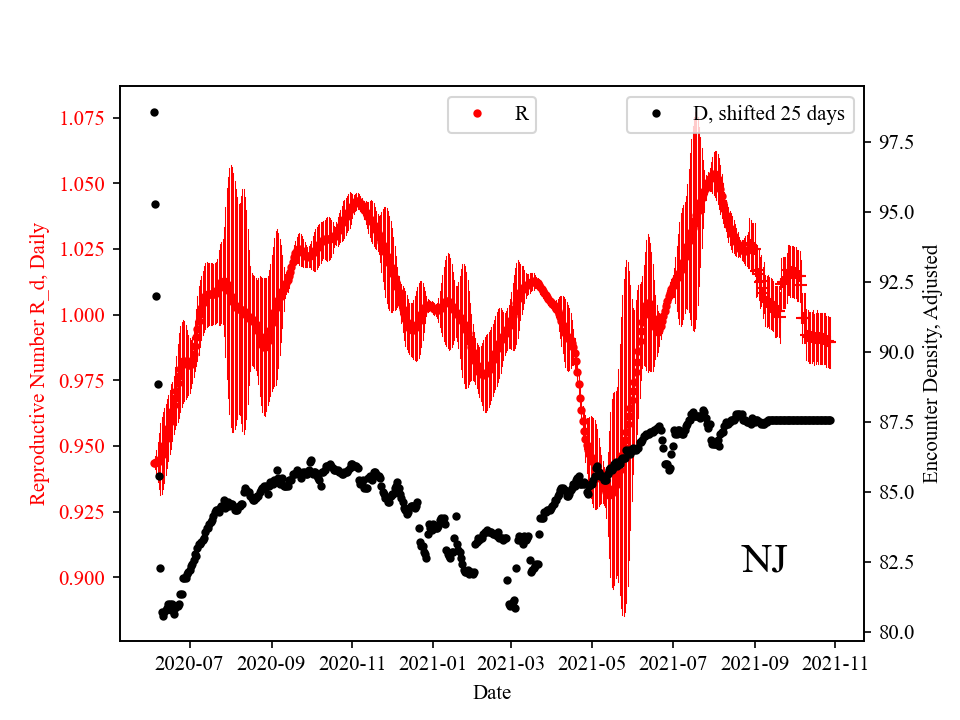 R
D, shifted 25 days
Reproductive Number R_d, Daily
1.075
1.050
1.025
1.000
0.975
0.950
0.925
0.900
97.5
95.0
92.5
90.0
87.5
85.0
82.5
80.0
Encounter Density, Adjusted
NJ
2020-07 2020-09 2020-11 2021-01 2021-03 2021-05 2021-07 2021-09 2021-11
Date